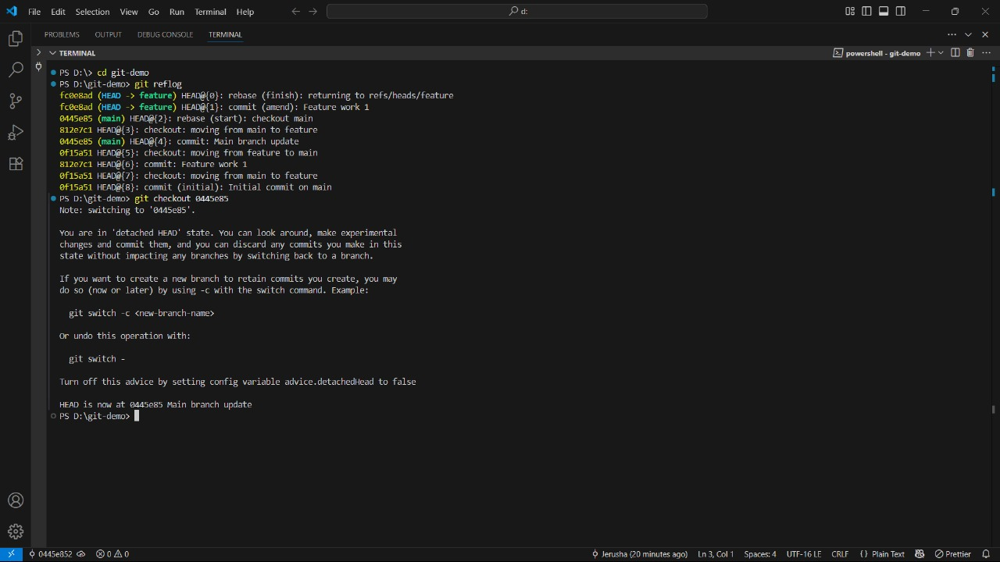 File Edit Selection View Go Run Terminal Help
d:
PROBLEMS OUTPUT DEBUG CONSOLE TERMINAL
TERMINAL
powershell - git-demo
PS D:\> cd git-demo
PS D:\git-demo> git reflog
fc0e8ad (HEAD -> feature) HEAD@{0}: rebase (finish): returning to refs/heads/feature
fc0e8ad (HEAD -> feature) HEAD@{1}: commit (amend): Feature work 1
0445e85 (main) HEAD@{2}: rebase (start): checkout main
812e7c1 HEAD@{3}: checkout: moving from main to feature
0445e85 (main) HEAD@{4}: commit: Main branch update
0f15a51 HEAD@{5}: checkout: moving from feature to main
812e7c1 HEAD@{6}: commit: Feature work 1
0f15a51 HEAD@{7}: checkout: moving from main to feature
0f15a51 HEAD@{8}: commit (initial): Initial commit on main
PS D:\git-demo> git checkout 0445e85
Note: switching to '0445e85'.
You are in 'detached HEAD' state. You can look around, make experimental
changes and commit them, and you can discard any commits you make in this
state without impacting any branches by switching back to a branch.
If you want to create a new branch to retain commits you create, you may
do so (now or later) by using -c with the switch command. Example:
git switch -c <new-branch-name>
Or undo this operation with:
git switch -
Turn off this advice by setting config variable advice.detachedHead to false
HEAD is now at 0445e85 Main branch update
PS D:\git-demo>
0445e852 0 0 Jerusha (20 minutes ago) Ln 3, Col 1 Spaces: 4 UTF-16 LE CRLF {} Plain Text Prettier